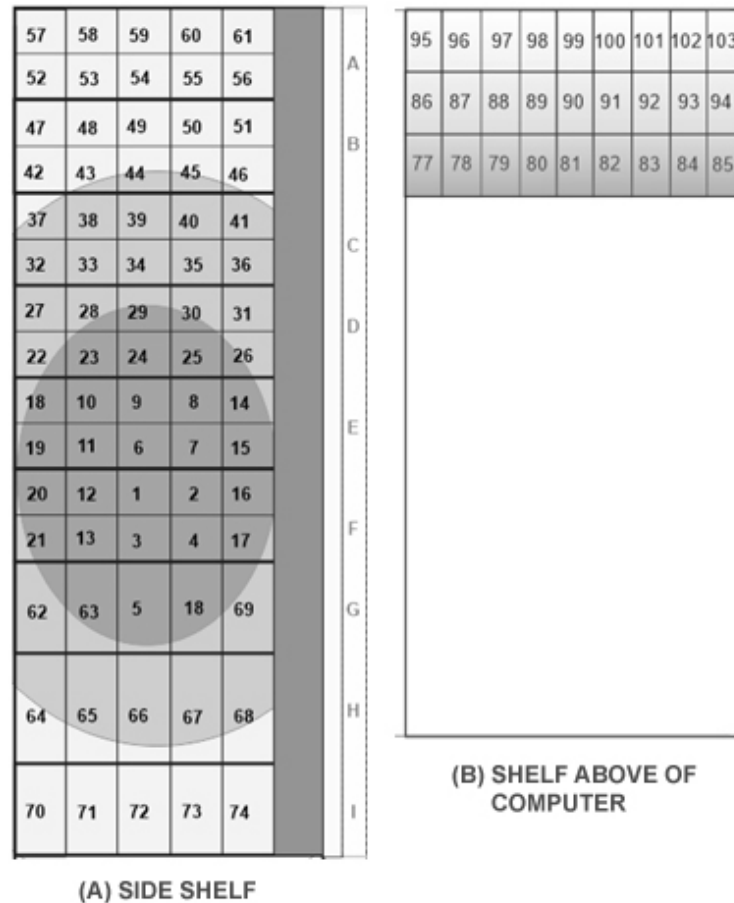 57 58 59 60 61
A
52 53 54 55 56
47 48 49 50 51
B
42 43 44 45 46
37 38 39 40 41
C
32 33 34 35 36
27 28 29 30 31
D
22 23 24 25 26
18 10 9 8 14
E
19 11 6 7 15
20 12 1 2 16
F
21 13 3 4 17
62 63 5 18 69
G
64 65 66 67 68
H
70 71 72 73 74
I
(A) SIDE SHELF
95 96 97 98 99 100 101 102 103
86 87 88 89 90 91 92 93 94
77 78 79 80 81 82 83 84 85
(B) SHELF ABOVE OF
COMPUTER